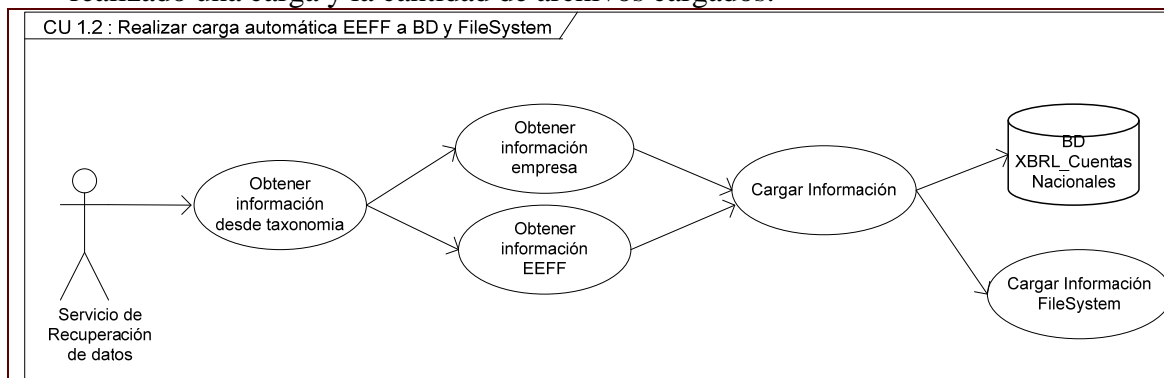 realizado una carga y la cantidad de archivos cargados.
CU 1.2 : Realizar carga automática EEFF a BD y FileSystem
Obtener
información
desde taxonomia
Obtener
información
empresa
Obtener
información
EEFF
Cargar Información
BD
XBRL_Cuentas
Nacionales
Cargar Información
FileSystem
Servicio de
Recuperación
de datos